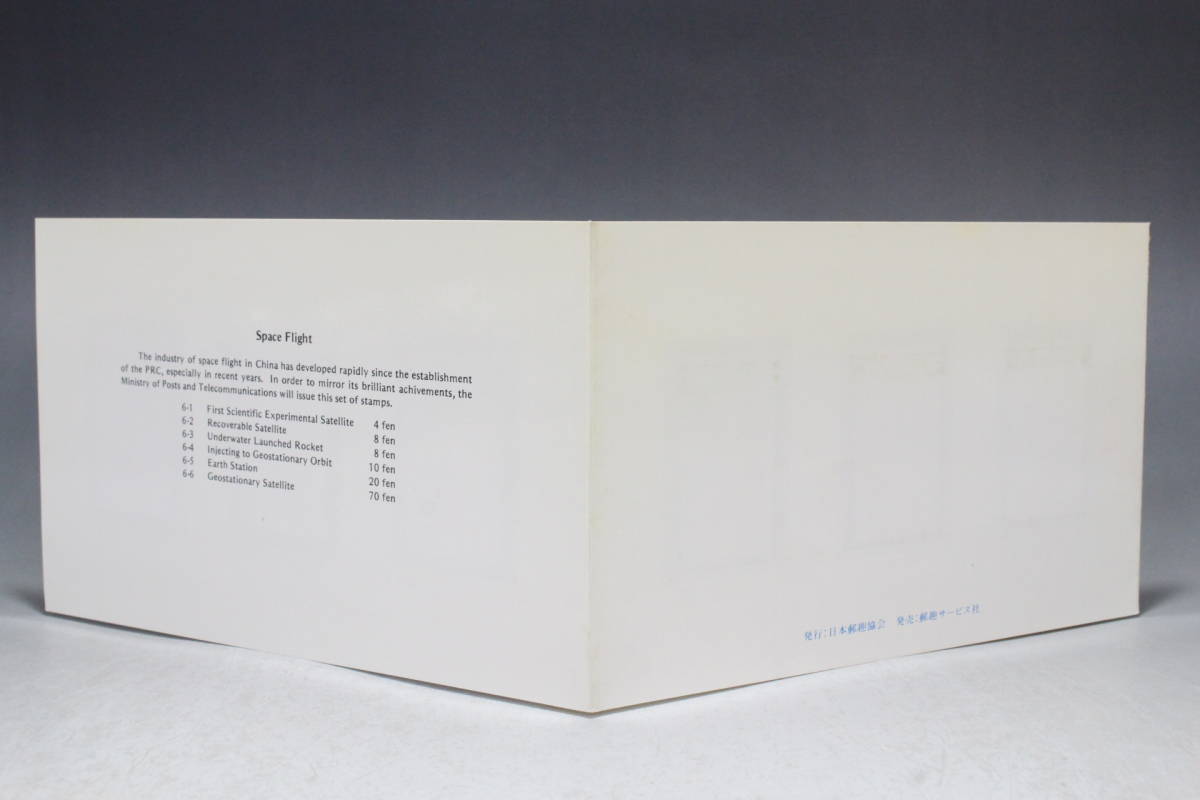 Space Flight
The industry of space flight in China has developed rapidly since the establishment
of the PRC, especially in recent years. In order to mirror its brilliant achivements, the
Ministry of Posts and Telecommunications will issue this set of stamps.
6-1 First Scientific Experimental Satellite 4 fen
6-2 Recoverable Satellite 8 fen
6-3 Underwater Launched Rocket 8 fen
6-4 Injecting to Geostationary Orbit 10 fen
6-5 Earth Station 20 fen
6-6 Geostationary Satellite 70 fen
発行：日本郵趣協会 発売：郵趣サービス社